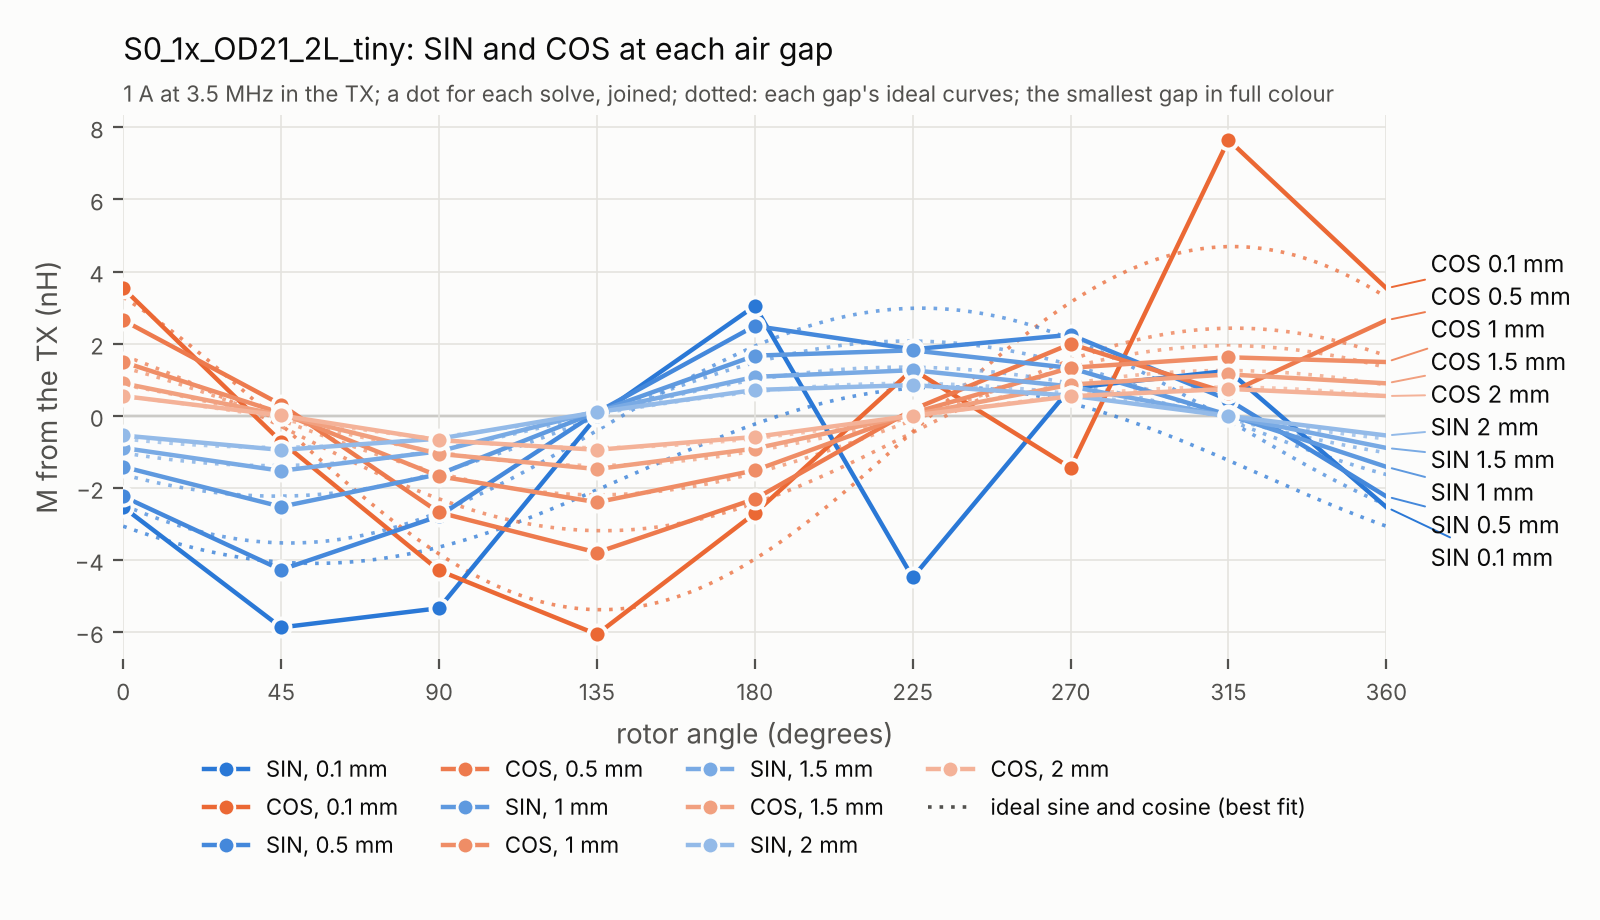 S0_1x_OD21_2L_tiny: SIN and COS at each air gap
1 A at 3.5 MHz in the TX; a dot for each solve, joined; dotted: each gap's ideal curves; the smallest gap in full colour
M from the TX (nH)
8
6
4
2
0
−2
−4
−6
0 45 90 135 180 225 270 315 360
rotor angle (degrees)
COS 0.1 mm
COS 0.5 mm
COS 1 mm
COS 1.5 mm
COS 2 mm
SIN 2 mm
SIN 1.5 mm
SIN 1 mm
SIN 0.5 mm
SIN 0.1 mm
SIN, 0.1 mm COS, 0.5 mm SIN, 1.5 mm COS, 2 mm
COS, 0.1 mm SIN, 1 mm COS, 1.5 mm ideal sine and cosine (best fit)
SIN, 0.5 mm COS, 1 mm SIN, 2 mm